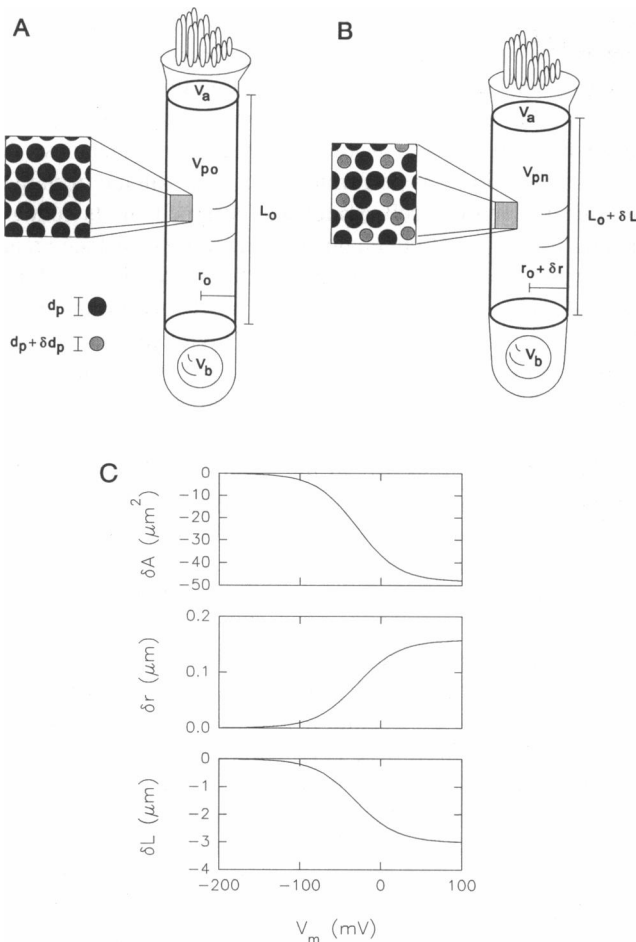 A
B
Va
Va
Vpo
Vpn
Lo
Lo + δL
ro
ro + δr
dp
dp + δdp
Vb
Vb
C
0
-10
-20
-30
-40
-50
δA (μm²)
0.2
0.1
0.0
δr (μm)
0
-1
-2
-3
-4
δL (μm)
-200 -100 0 100
Vm (mV)